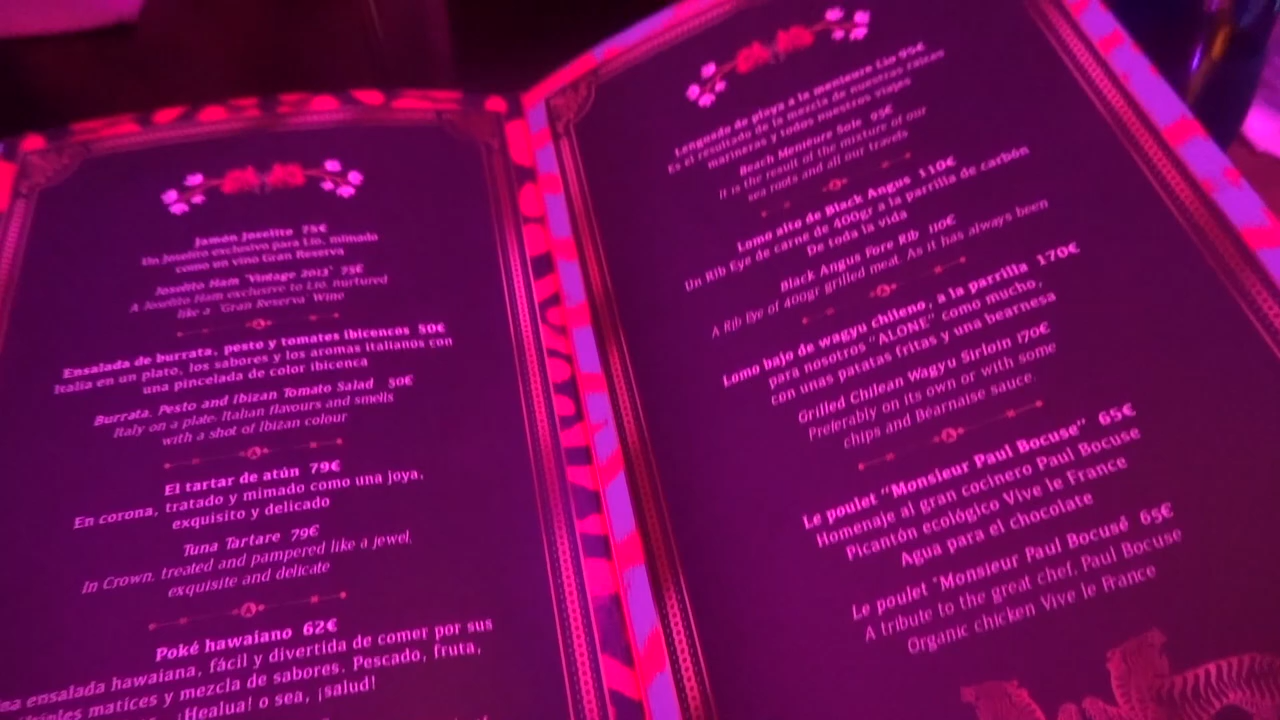 Jamón Joselito 75€
Un Joselito exclusivo para Lío, mimado
como un vino Gran Reserva
Joselito Ham "Vintage 2013" 75€
A Joselito Ham exclusive to Lío, nurtured
like a "Gran Reserva" Wine
Ensalada de burrata, pesto y tomates ibicencos 50€
Italia en un plato, los sabores y los aromas italianos con
una pincelada de color ibicenca
Burrata, Pesto and Ibizan Tomato Salad 50€
Italy on a plate. Italian flavours and smells
with a shot of Ibizan colour
El tartar de atún 79€
En corona, tratado y mimado como una joya,
exquisito y delicado
Tuna Tartare 79€
In Crown, treated and pampered like a jewel,
exquisite and delicate
Poké hawaiano 62€
ensalada hawaiana, fácil y divertida de comer por sus
matices y mezcla de sabores. Pescado, fruta,
¡Healua! o sea, ¡salud!
Lenguado de playa a la menieure Lío 95€
Es el resultado de la mezcla de nuestras raíces
marineras y todos nuestros viajes
Beach Menieure Sole 95€
It is the result of the mixture of our
sea roots and all our travels
Lomo alto de Black Angus 110€
Un Rib Eye de carne de 400gr a la parrilla de carbón
De toda la vida
Black Angus Fore Rib 110€
A Rib Eye of 400gr grilled meat. As it has always been
Lomo bajo de wagyu chileno, a la parrilla 170€
para nosotros "ALONE" como mucho,
con unas patatas fritas y una bearnesa
Grilled Chilean Wagyu Sirloin 170€
Preferably on its own or with some
chips and Béarnaise sauce.
Le poulet "Monsieur Paul Bocuse" 65€
Homenaje al gran cocinero Paul Bocuse
Picantón ecológico Vive le France
Agua para el chocolate
Le poulet "Monsieur Paul Bocusé 65€
A tribute to the great chef, Paul Bocuse
Organic chicken Vive le France